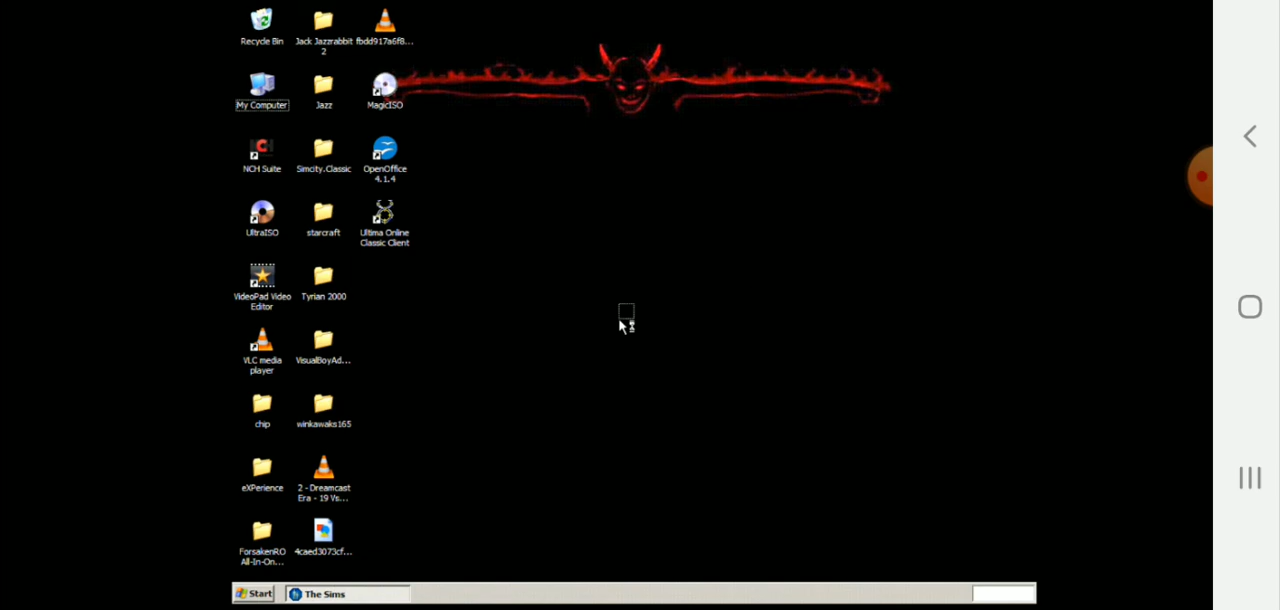 Recycle Bin
Jack Jazzrabbit
2
fbdd917a6f8...
My Computer
Jazz
MagicISO
NCH Suite
Simcity.Classic
OpenOffice
4.1.4
UltraISO
starcraft
Ultima Online
Classic Client
VideoPad Video
Editor
Tyrian 2000
VLC media
player
VisualBoyAd...
chip
winkawaks165
eXPerience
2 - Dreamcast
Era - 19 Vs...
ForsakenRO
All-In-On...
4caed3073cf...
Start
The Sims